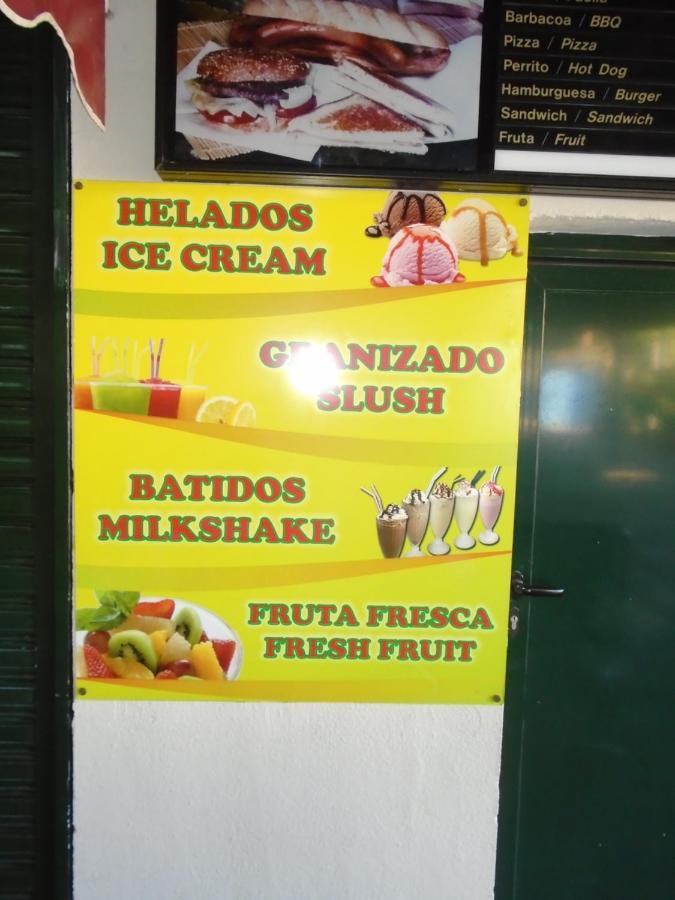 Barbacoa / BBQ
Pizza / Pizza
Perrito / Hot Dog
Hamburguesa / Burger
Sandwich / Sandwich
Fruta / Fruit
HELADOS
ICE CREAM
GRANIZADO
SLUSH
BATIDOS
MILKSHAKE
FRUTA FRESCA
FRESH FRUIT